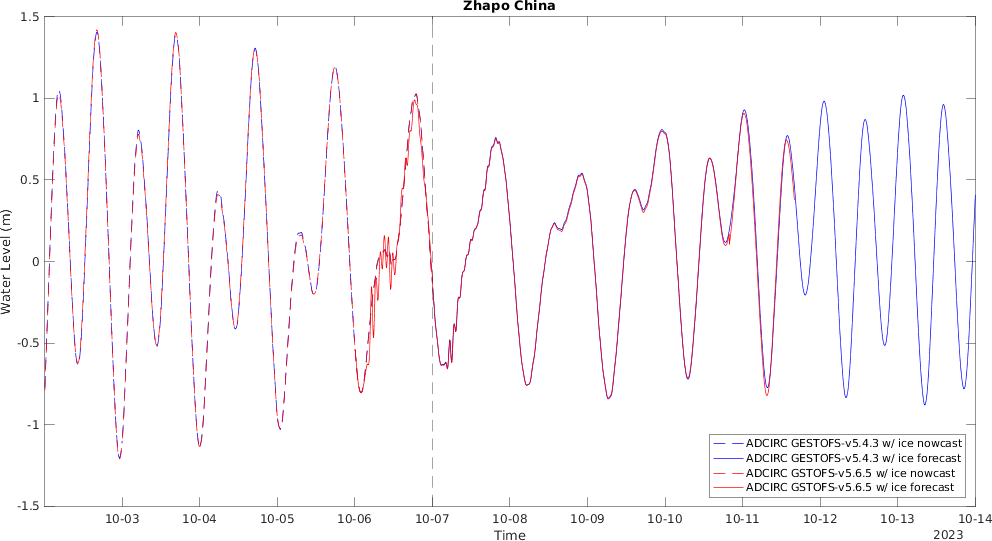 Zhapo China
Water Level (m)
1.5
1
0.5
0
-0.5
-1
-1.5
10-03 10-04 10-05 10-06 10-07 10-08 10-09 10-10 10-11 10-12 10-13 10-14
Time
2023
ADCIRC GESTOFS-v5.4.3 w/ ice nowcast
ADCIRC GESTOFS-v5.4.3 w/ ice forecast
ADCIRC GSTOFS-v5.6.5 w/ ice nowcast
ADCIRC GSTOFS-v5.6.5 w/ ice forecast